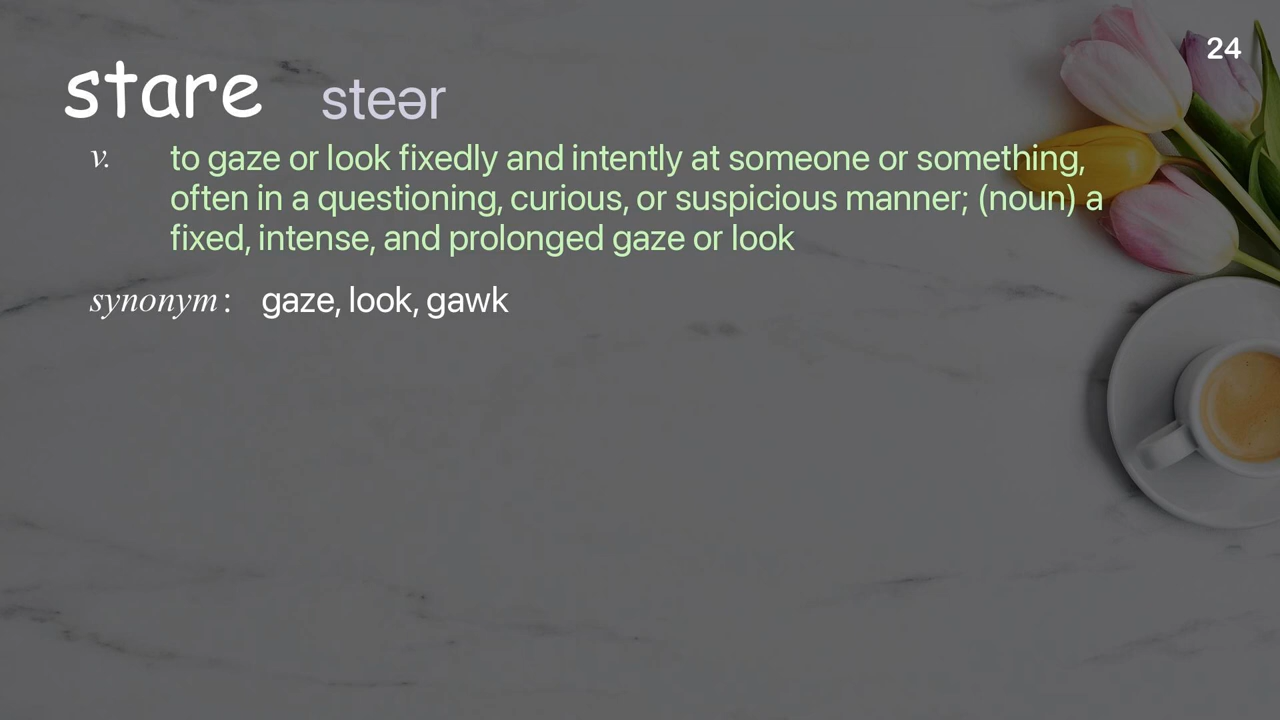 24
stare steər
v. to gaze or look fixedly and intently at someone or something,
often in a questioning, curious, or suspicious manner; (noun) a
fixed, intense, and prolonged gaze or look
synonym: gaze, look, gawk